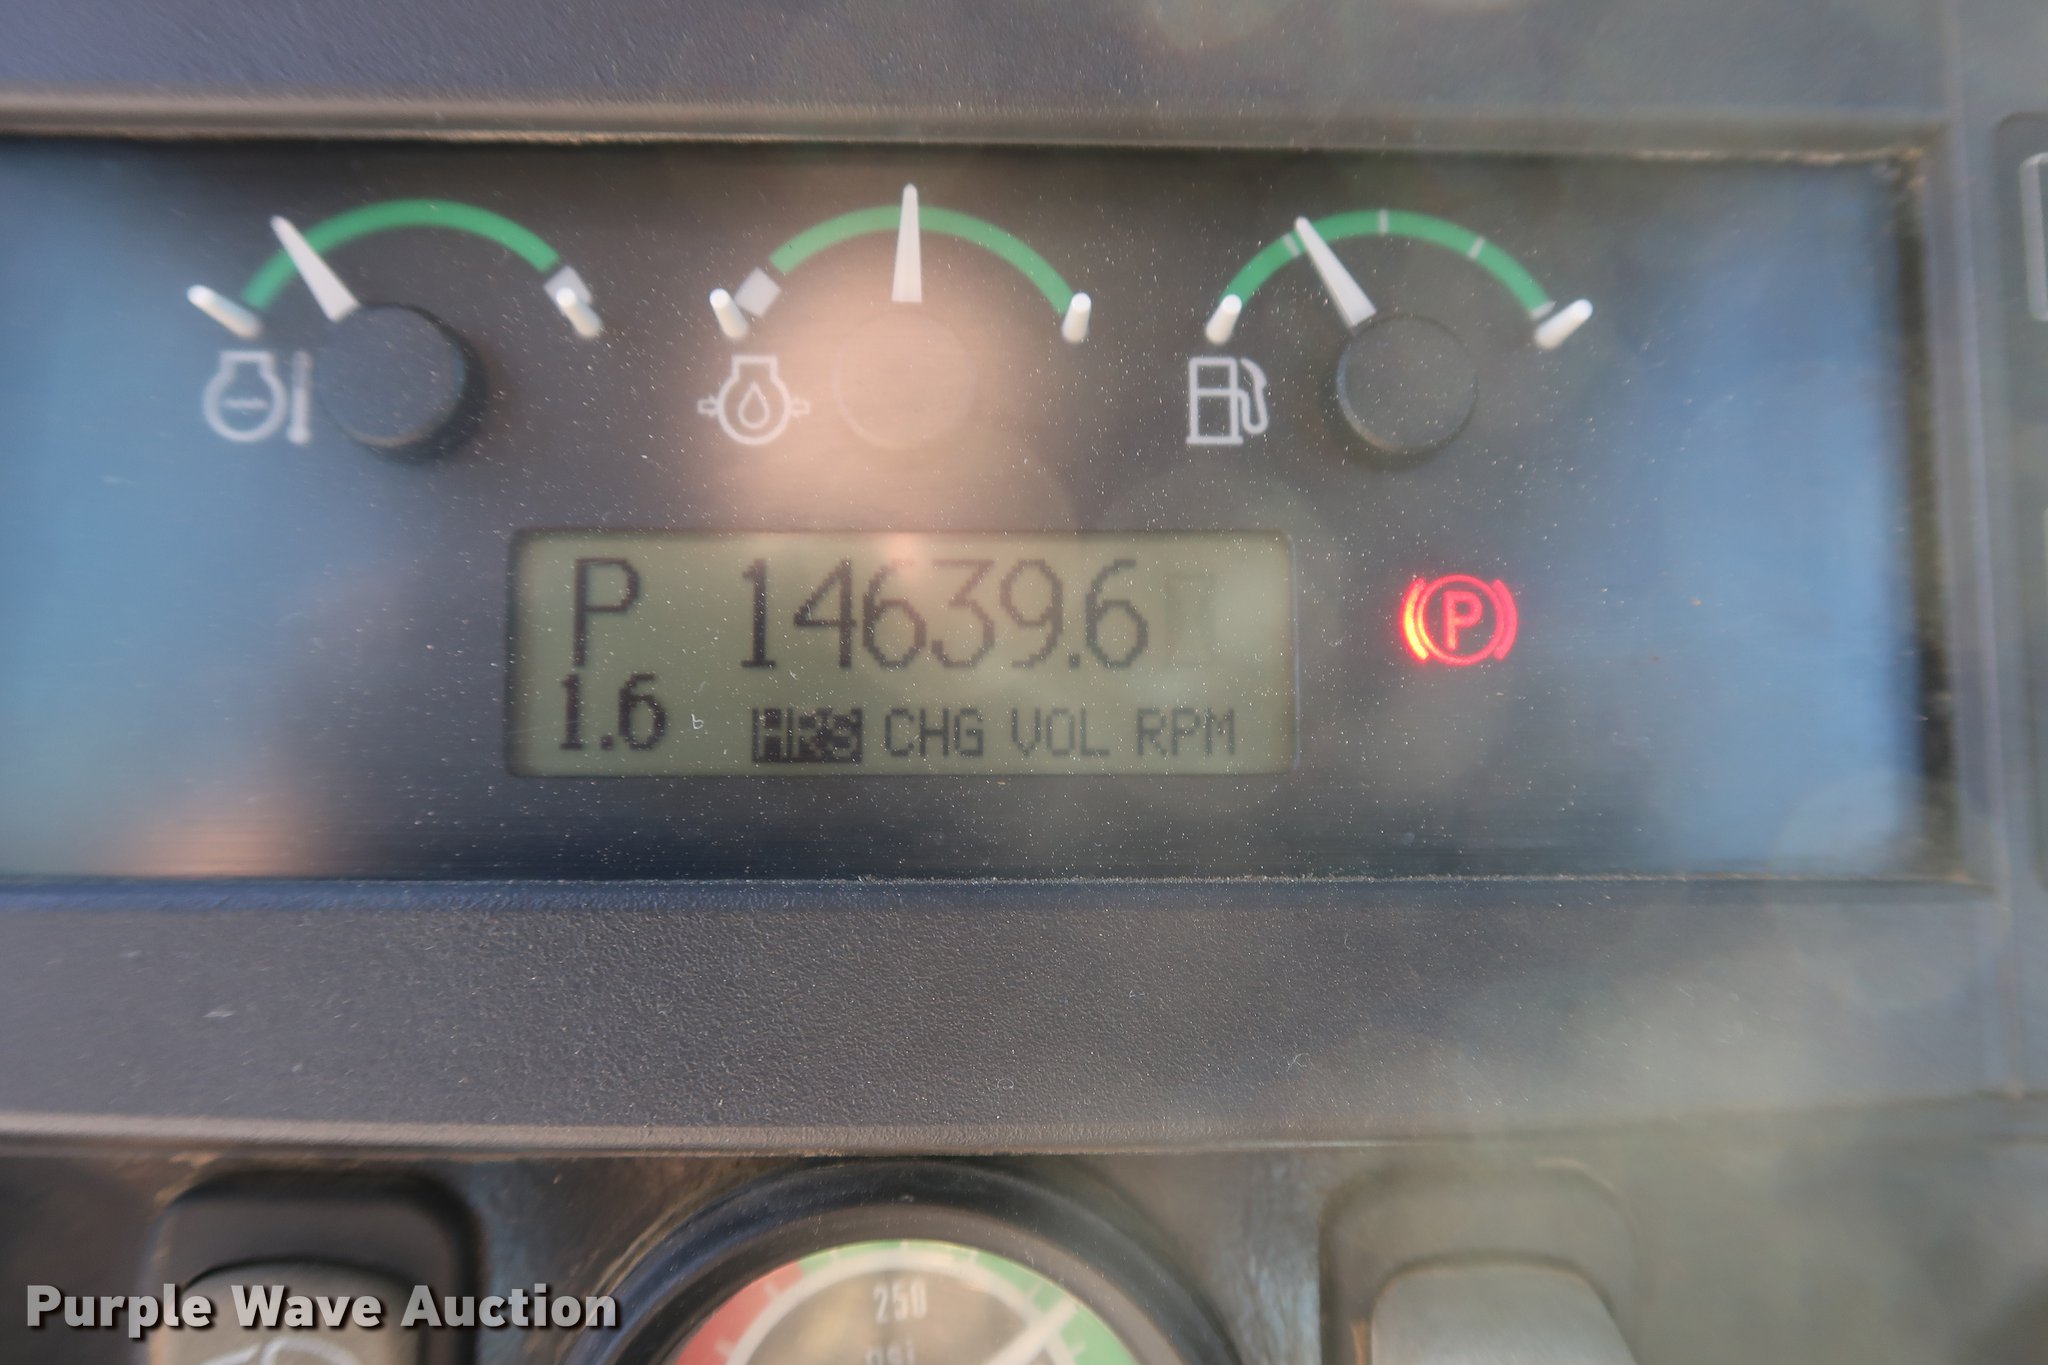 P 14639.6
1.6 HRS CHG VOL RPM
P
250
psi
Purple Wave Auction